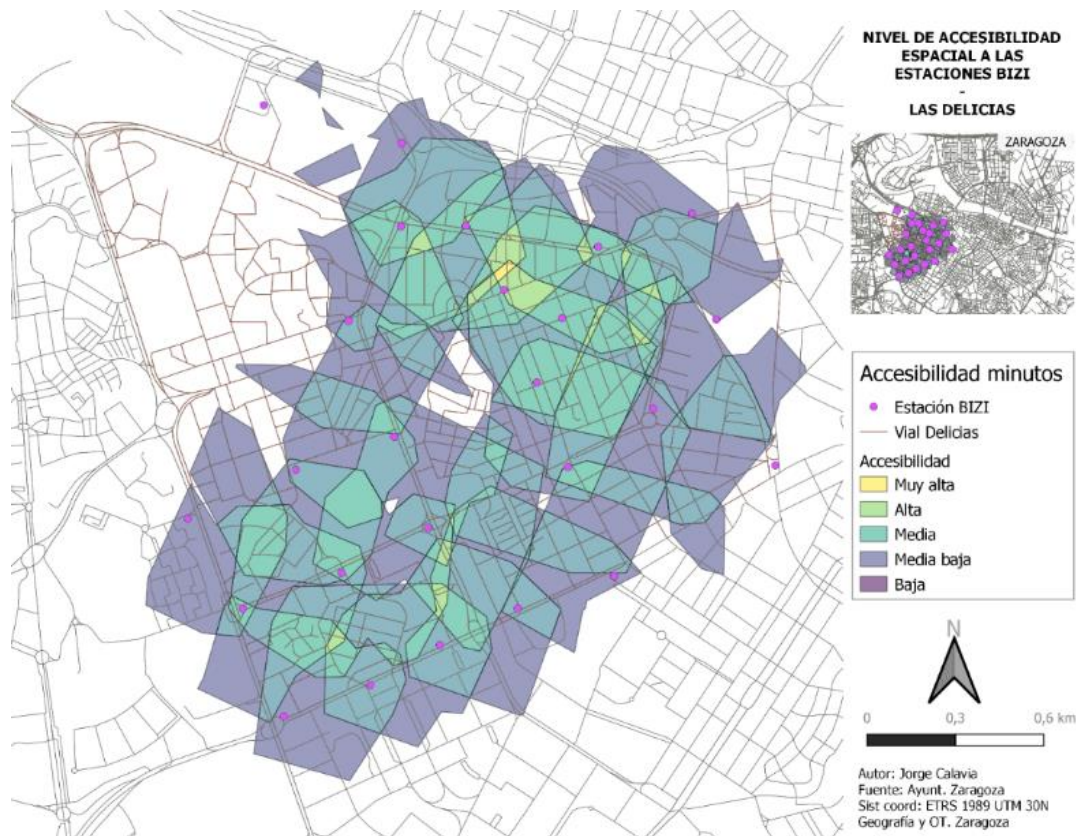 NIVEL DE ACCESIBILIDAD
ESPACIAL A LAS
ESTACIONES BIZI
-
LAS DELICIAS
ZARAGOZA
Accesibilidad minutos
Estación BIZI
Vial Delicias
Accesibilidad
Muy alta
Alta
Media
Media baja
Baja
N
0 0,3 0,6 km
Autor: Jorge Calavia
Fuente: Ayunt. Zaragoza
Sist coord: ETRS 1989 UTM 30N
Geografía y OT. Zaragoza